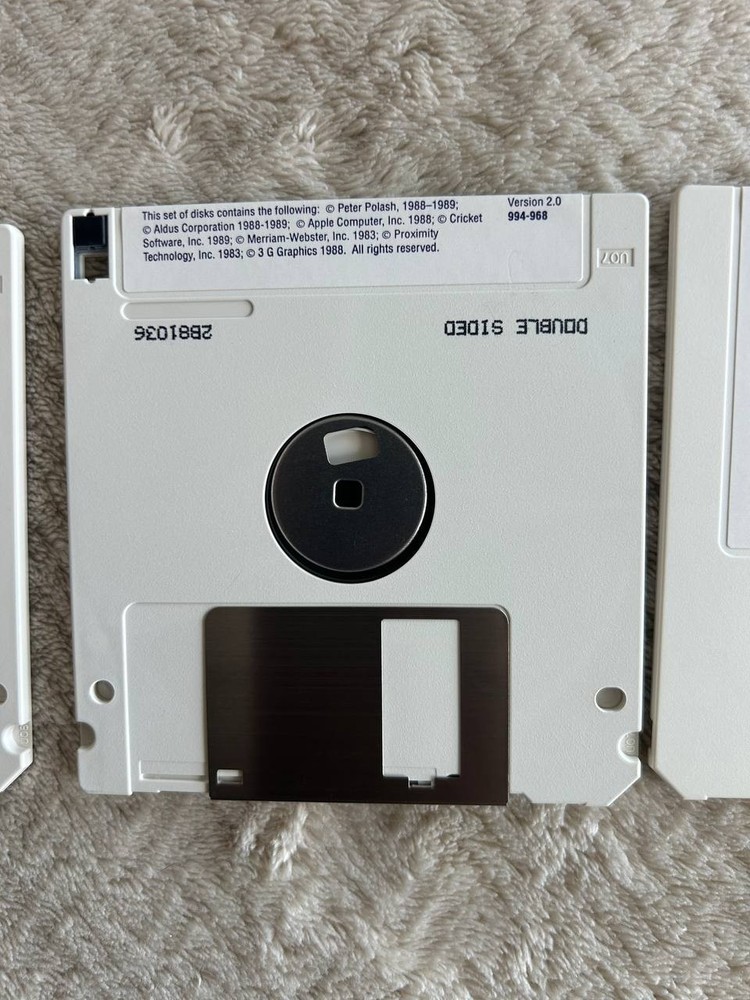 This set of disks contains the following: © Peter Polash, 1988–1989;
© Aldus Corporation 1988-1989; © Apple Computer, Inc. 1988; © Cricket
Software, Inc. 1989; © Merriam-Webster, Inc. 1983; © Proximity
Technology, Inc. 1983; © 3 G Graphics 1988. All rights reserved.
Version 2.0
994-968
U07
DOUBLE SIDED
2B81036